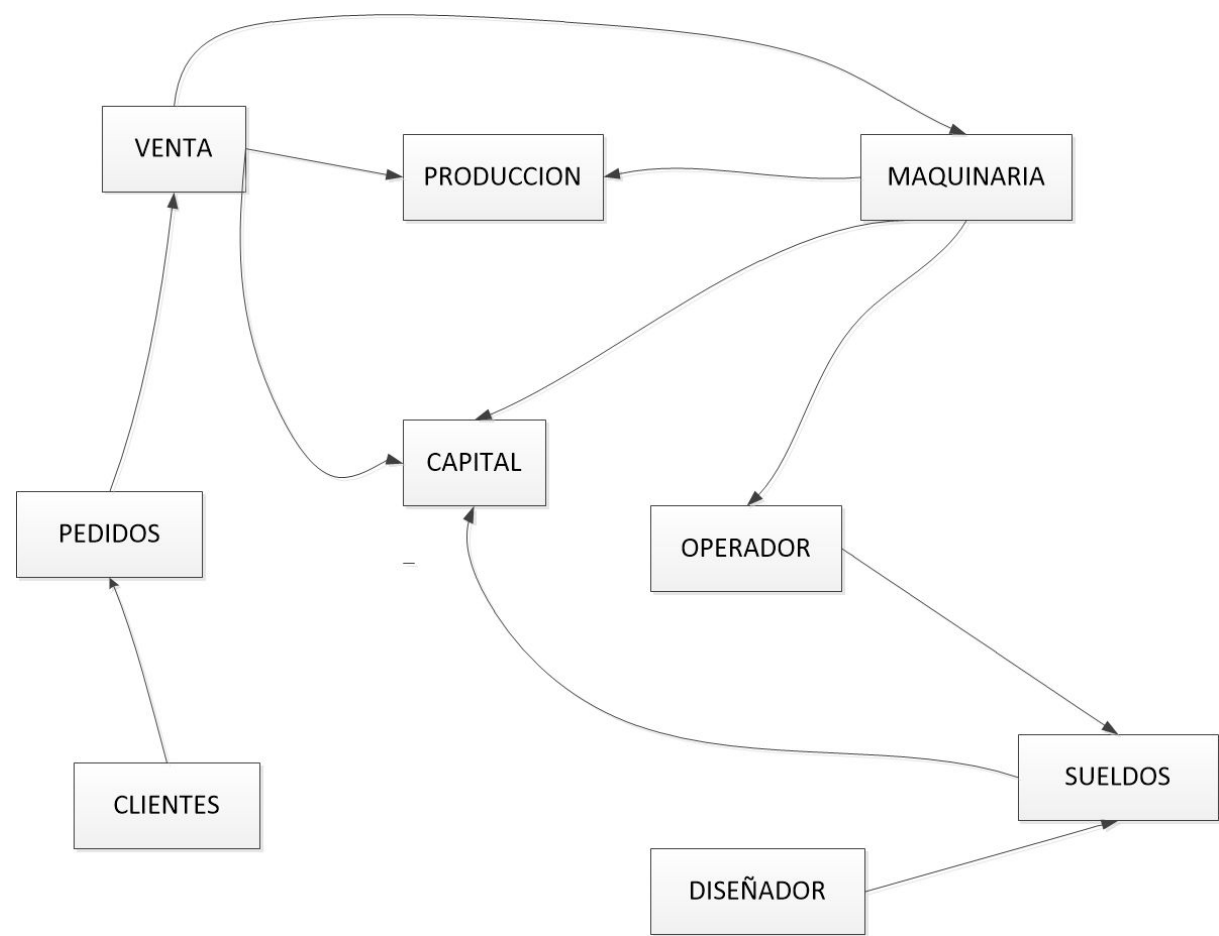 VENTA
PRODUCCION
MAQUINARIA
CAPITAL
PEDIDOS
OPERADOR
_
SUELDOS
CLIENTES
DISEÑADOR